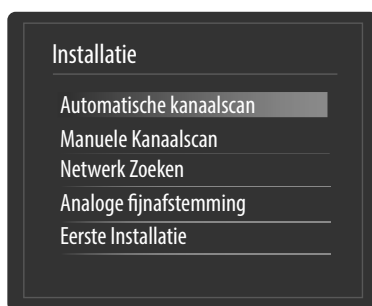 Installatie
Automatische kanaalscan
Manuele Kanaalscan
Netwerk Zoeken
Analoge fijnafstemming
Eerste Installatie